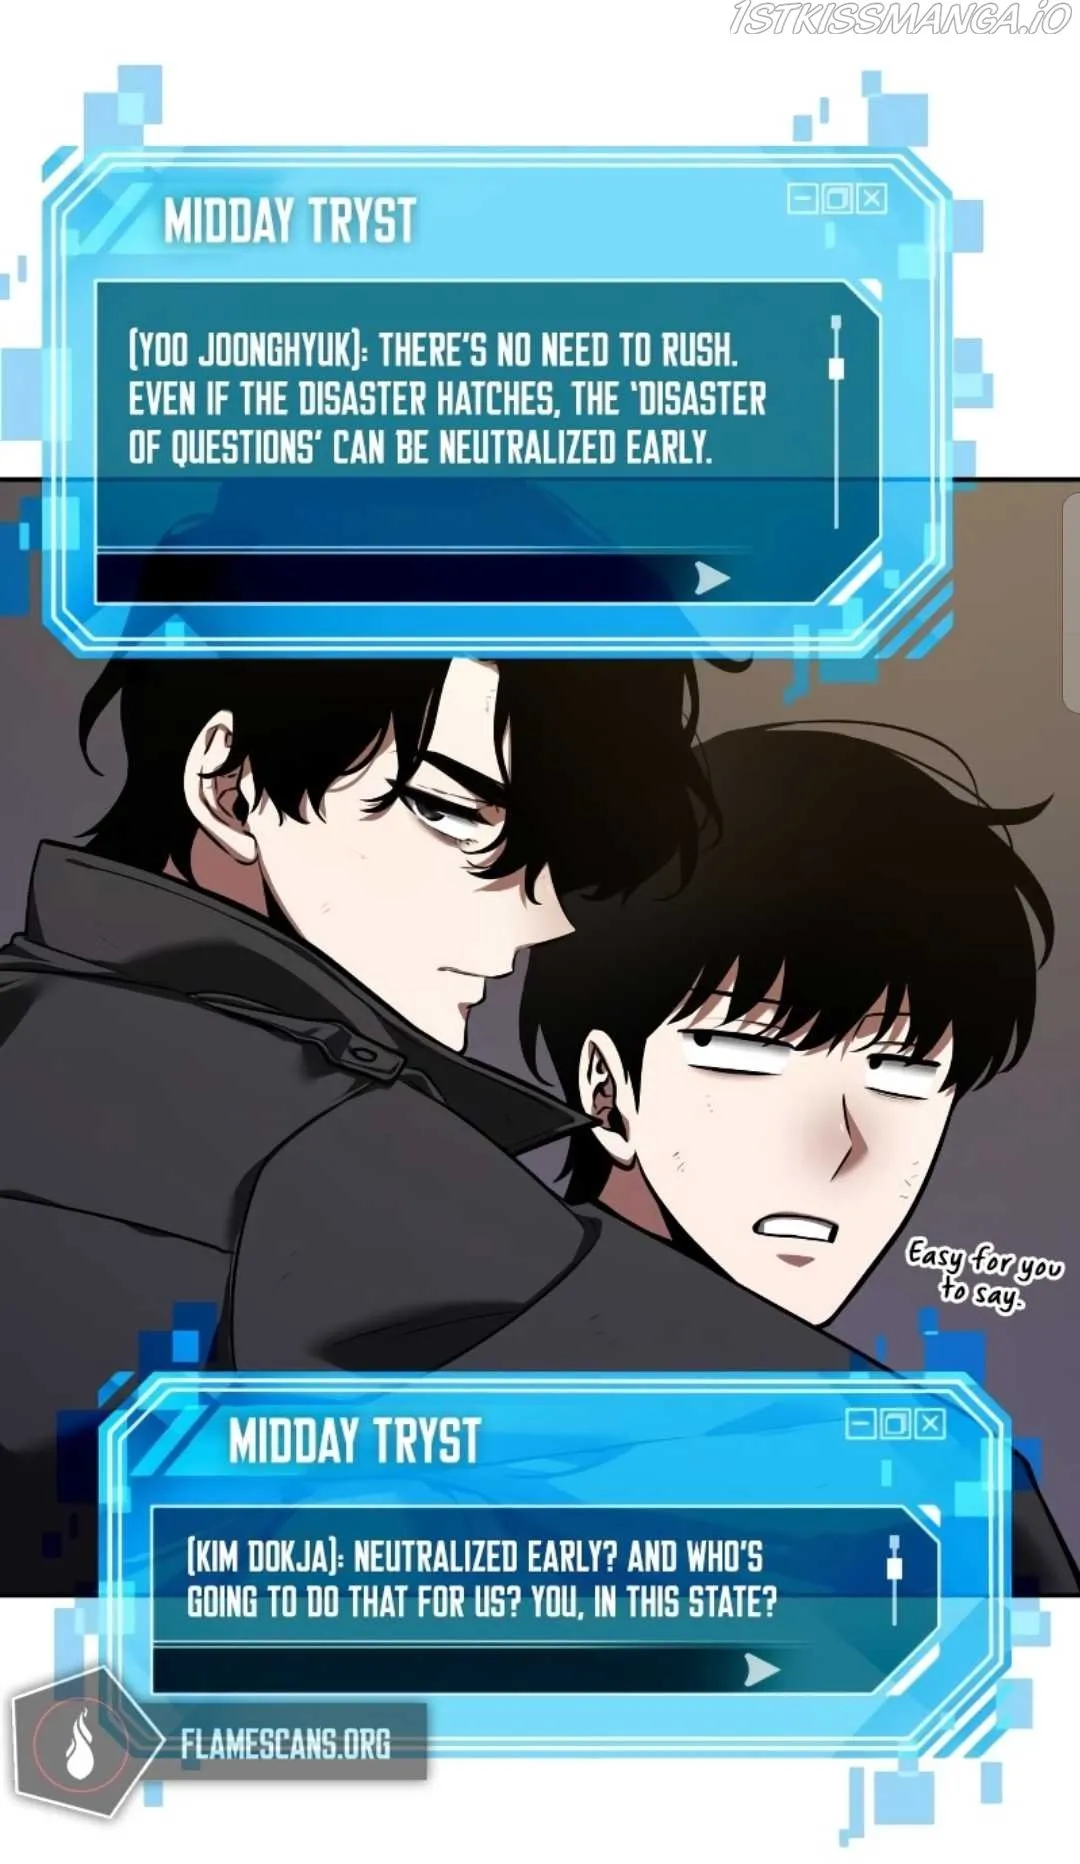 1STKISSMANGA.iO
MIDDAY TRYST
(YOO JOONGHYUK): THERE'S NO NEED TO RUSH.
EVEN IF THE DISASTER HATCHES, THE 'DISASTER
OF QUESTIONS' CAN BE NEUTRALIZED EARLY.
Easy for you
to say.
MIDDAY TRYST
(KIM DOKJA): NEUTRALIZED EARLY? AND WHO'S
GOING TO DO THAT FOR US? YOU, IN THIS STATE?
FLAMESCANS.ORG